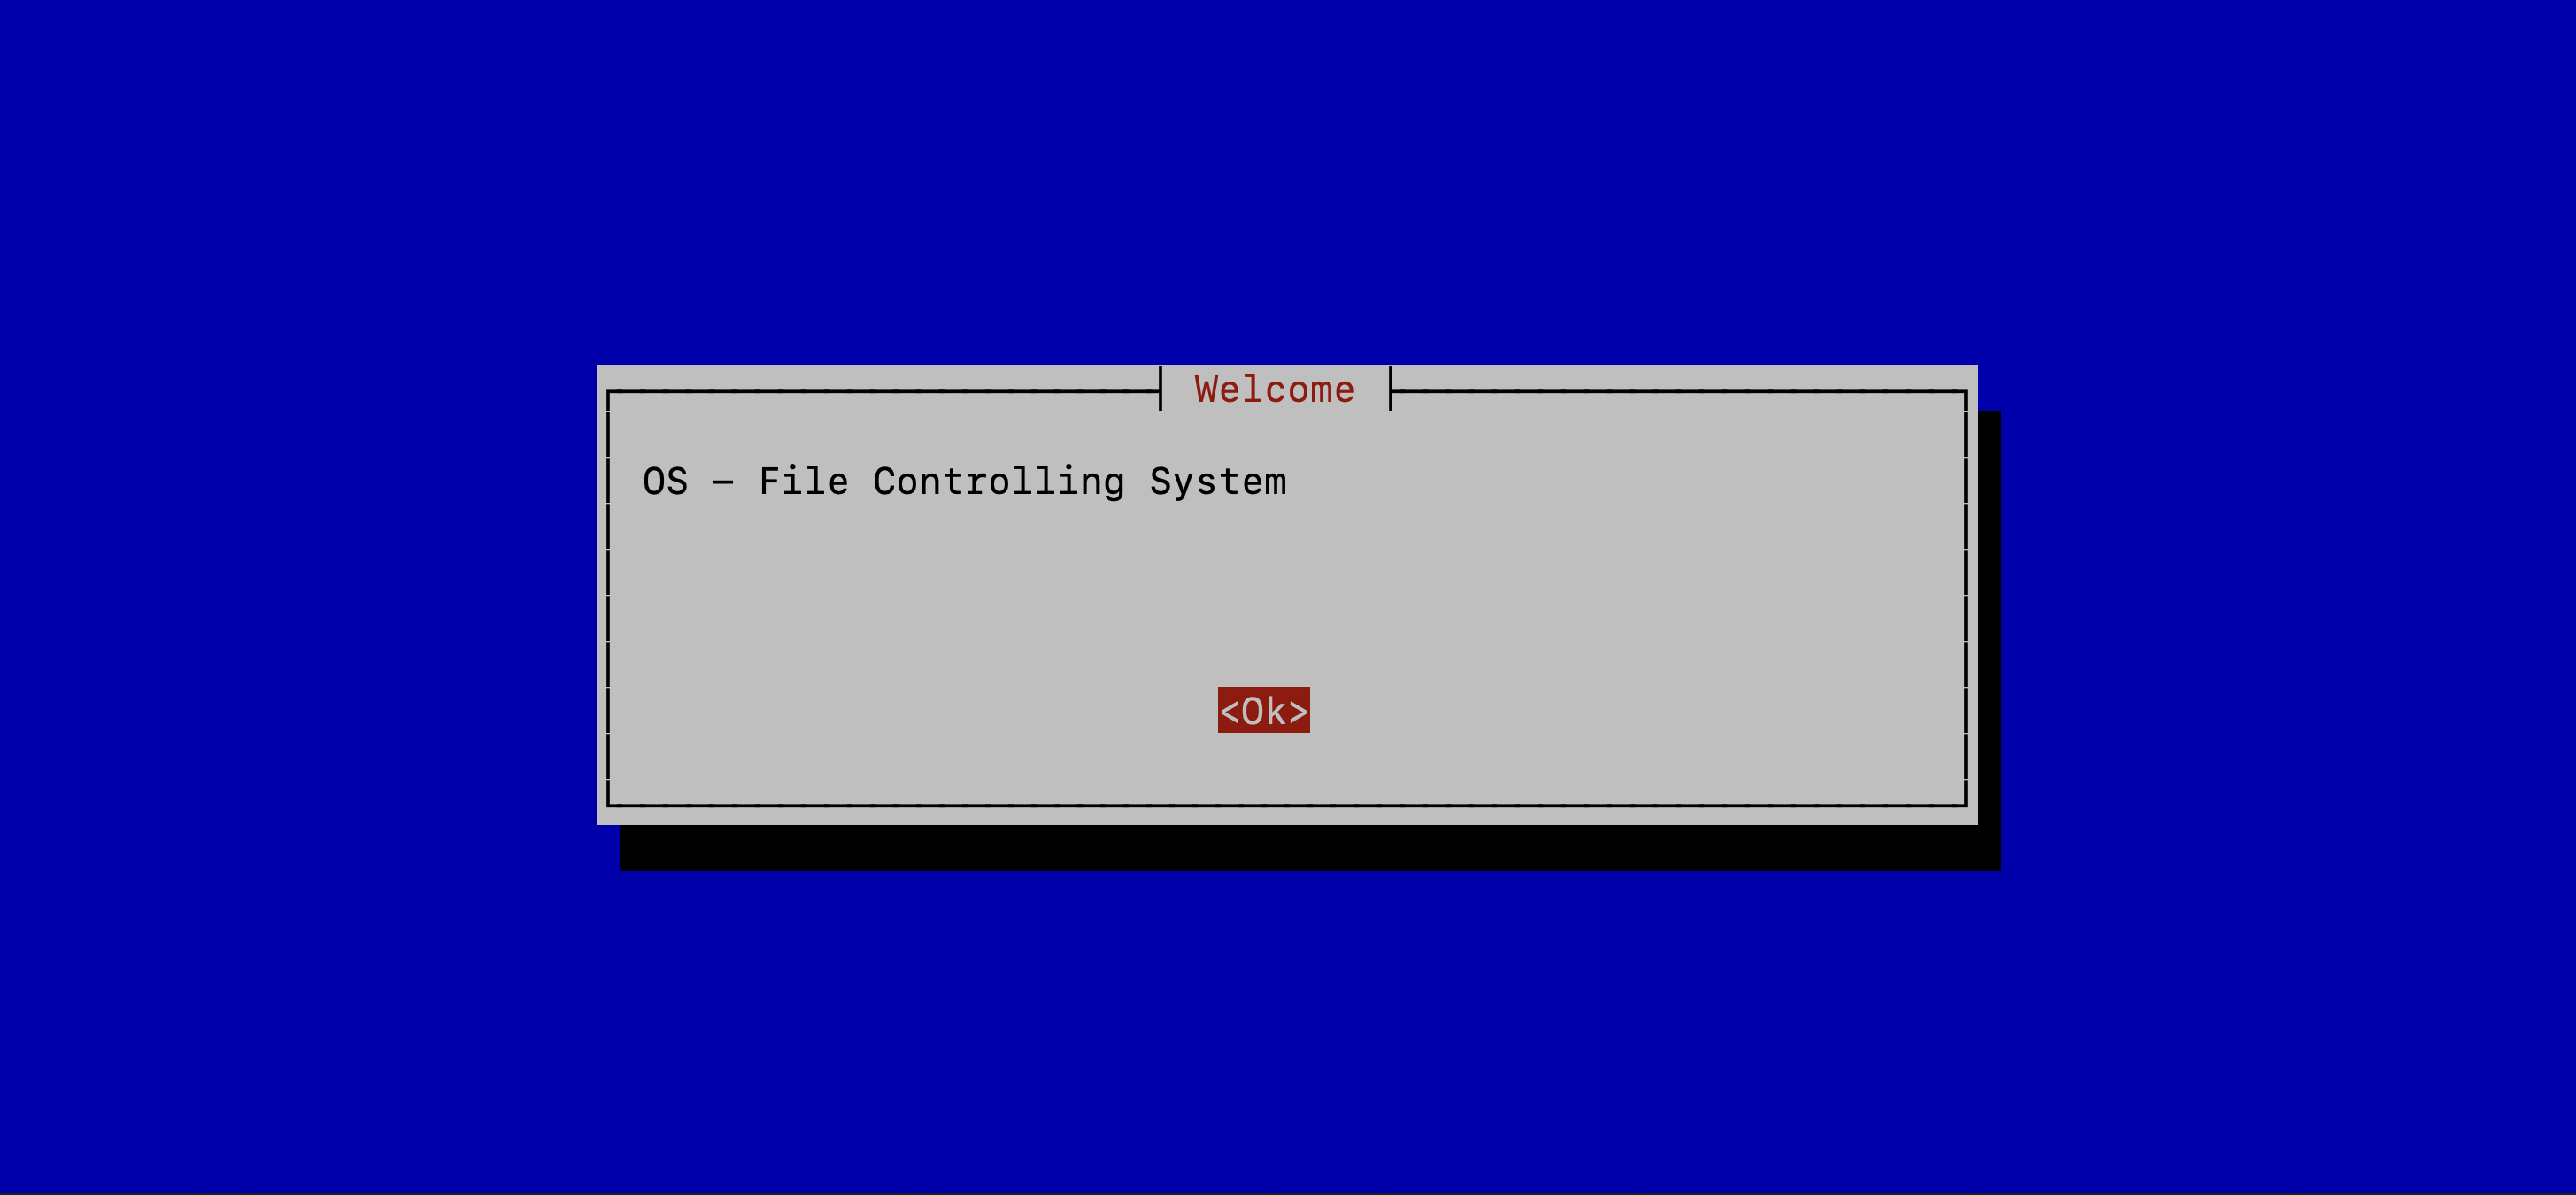 Welcome
OS – File Controlling System
<Ok>